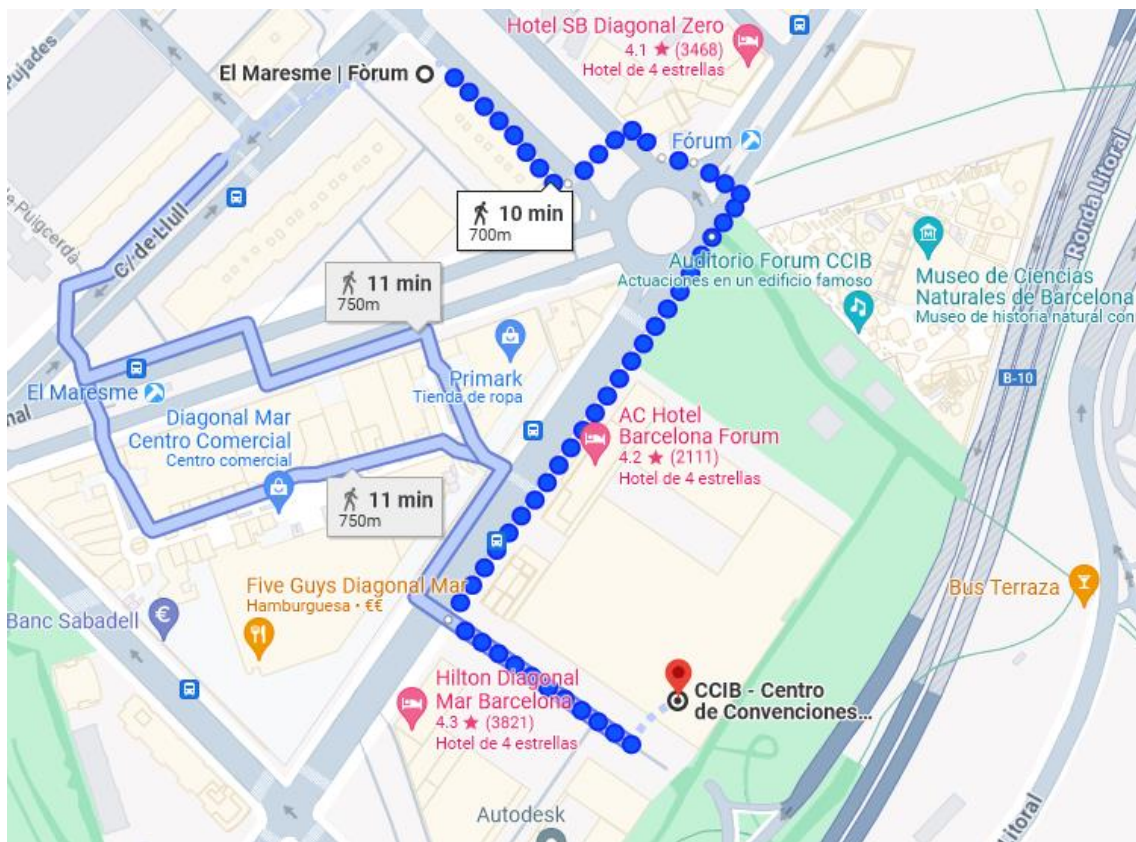 Hotel SB Diagonal Zero
4.1 ★ (3468)
Hotel de 4 estrellas
Pujades
El Maresme | Fòrum
Fórum
10 min
700m
Puigcerdà
C/ de Llull
Auditorio Forum CCIB
Actuaciones en un edificio famoso
Museo de Ciencias
Naturales de Barcelona
Museo de historia natural con
Ronda Litoral
11 min
750m
Primark
Tienda de ropa
B-10
El Maresme
nal
Diagonal Mar
Centro Comercial
Centro comercial
AC Hotel
Barcelona Forum
4.2 ★ (2111)
Hotel de 4 estrellas
11 min
750m
Five Guys Diagonal Mar
Hamburguesa · €€
Banc Sabadell
Bus Terraza
Hilton Diagonal
Mar Barcelona
4.3 ★ (3821)
Hotel de 4 estrellas
CCIB - Centro
de Convenciones...
Autodesk
Litoral